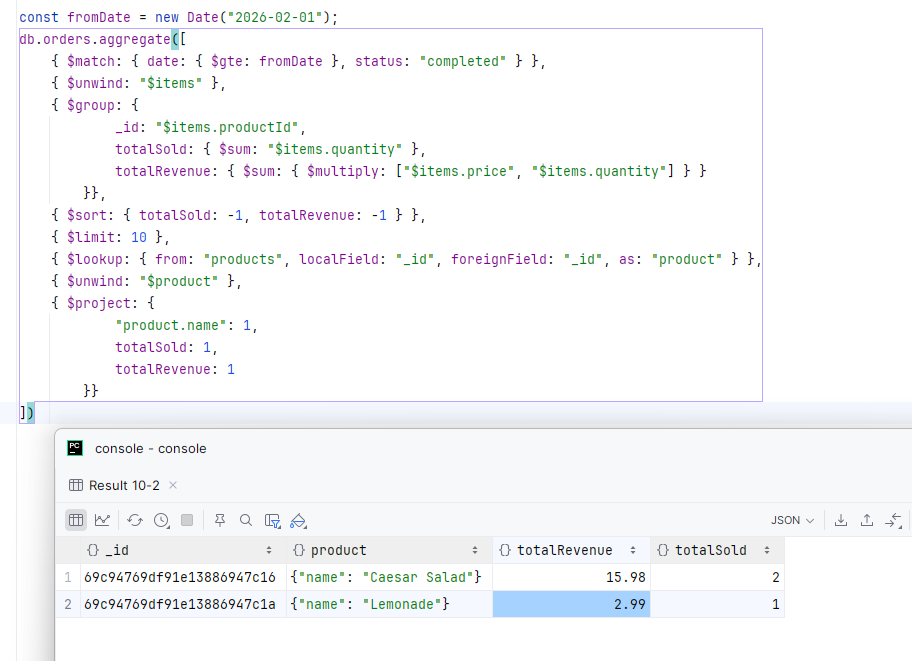 const fromDate = new Date("2026-02-01");
db.orders.aggregate([
    { $match: { date: { $gte: fromDate }, status: "completed" } },
    { $unwind: "$items" },
    { $group: {
            _id: "$items.productId",
            totalSold: { $sum: "$items.quantity" },
            totalRevenue: { $sum: { $multiply: ["$items.price", "$items.quantity"] } }
        }},
    { $sort: { totalSold: -1, totalRevenue: -1 } },
    { $limit: 10 },
    { $lookup: { from: "products", localField: "_id", foreignField: "_id", as: "product" } },
    { $unwind: "$product" },
    { $project: {
            "product.name": 1,
            totalSold: 1,
            totalRevenue: 1
        }}
])
PC console - console
Result 10-2 ×
JSON
{} _id {} product {} totalRevenue {} totalSold
1 69c94769df91e13886947c16 {"name": "Caesar Salad"} 15.98 2
2 69c94769df91e13886947c1a {"name": "Lemonade"} 2.99 1